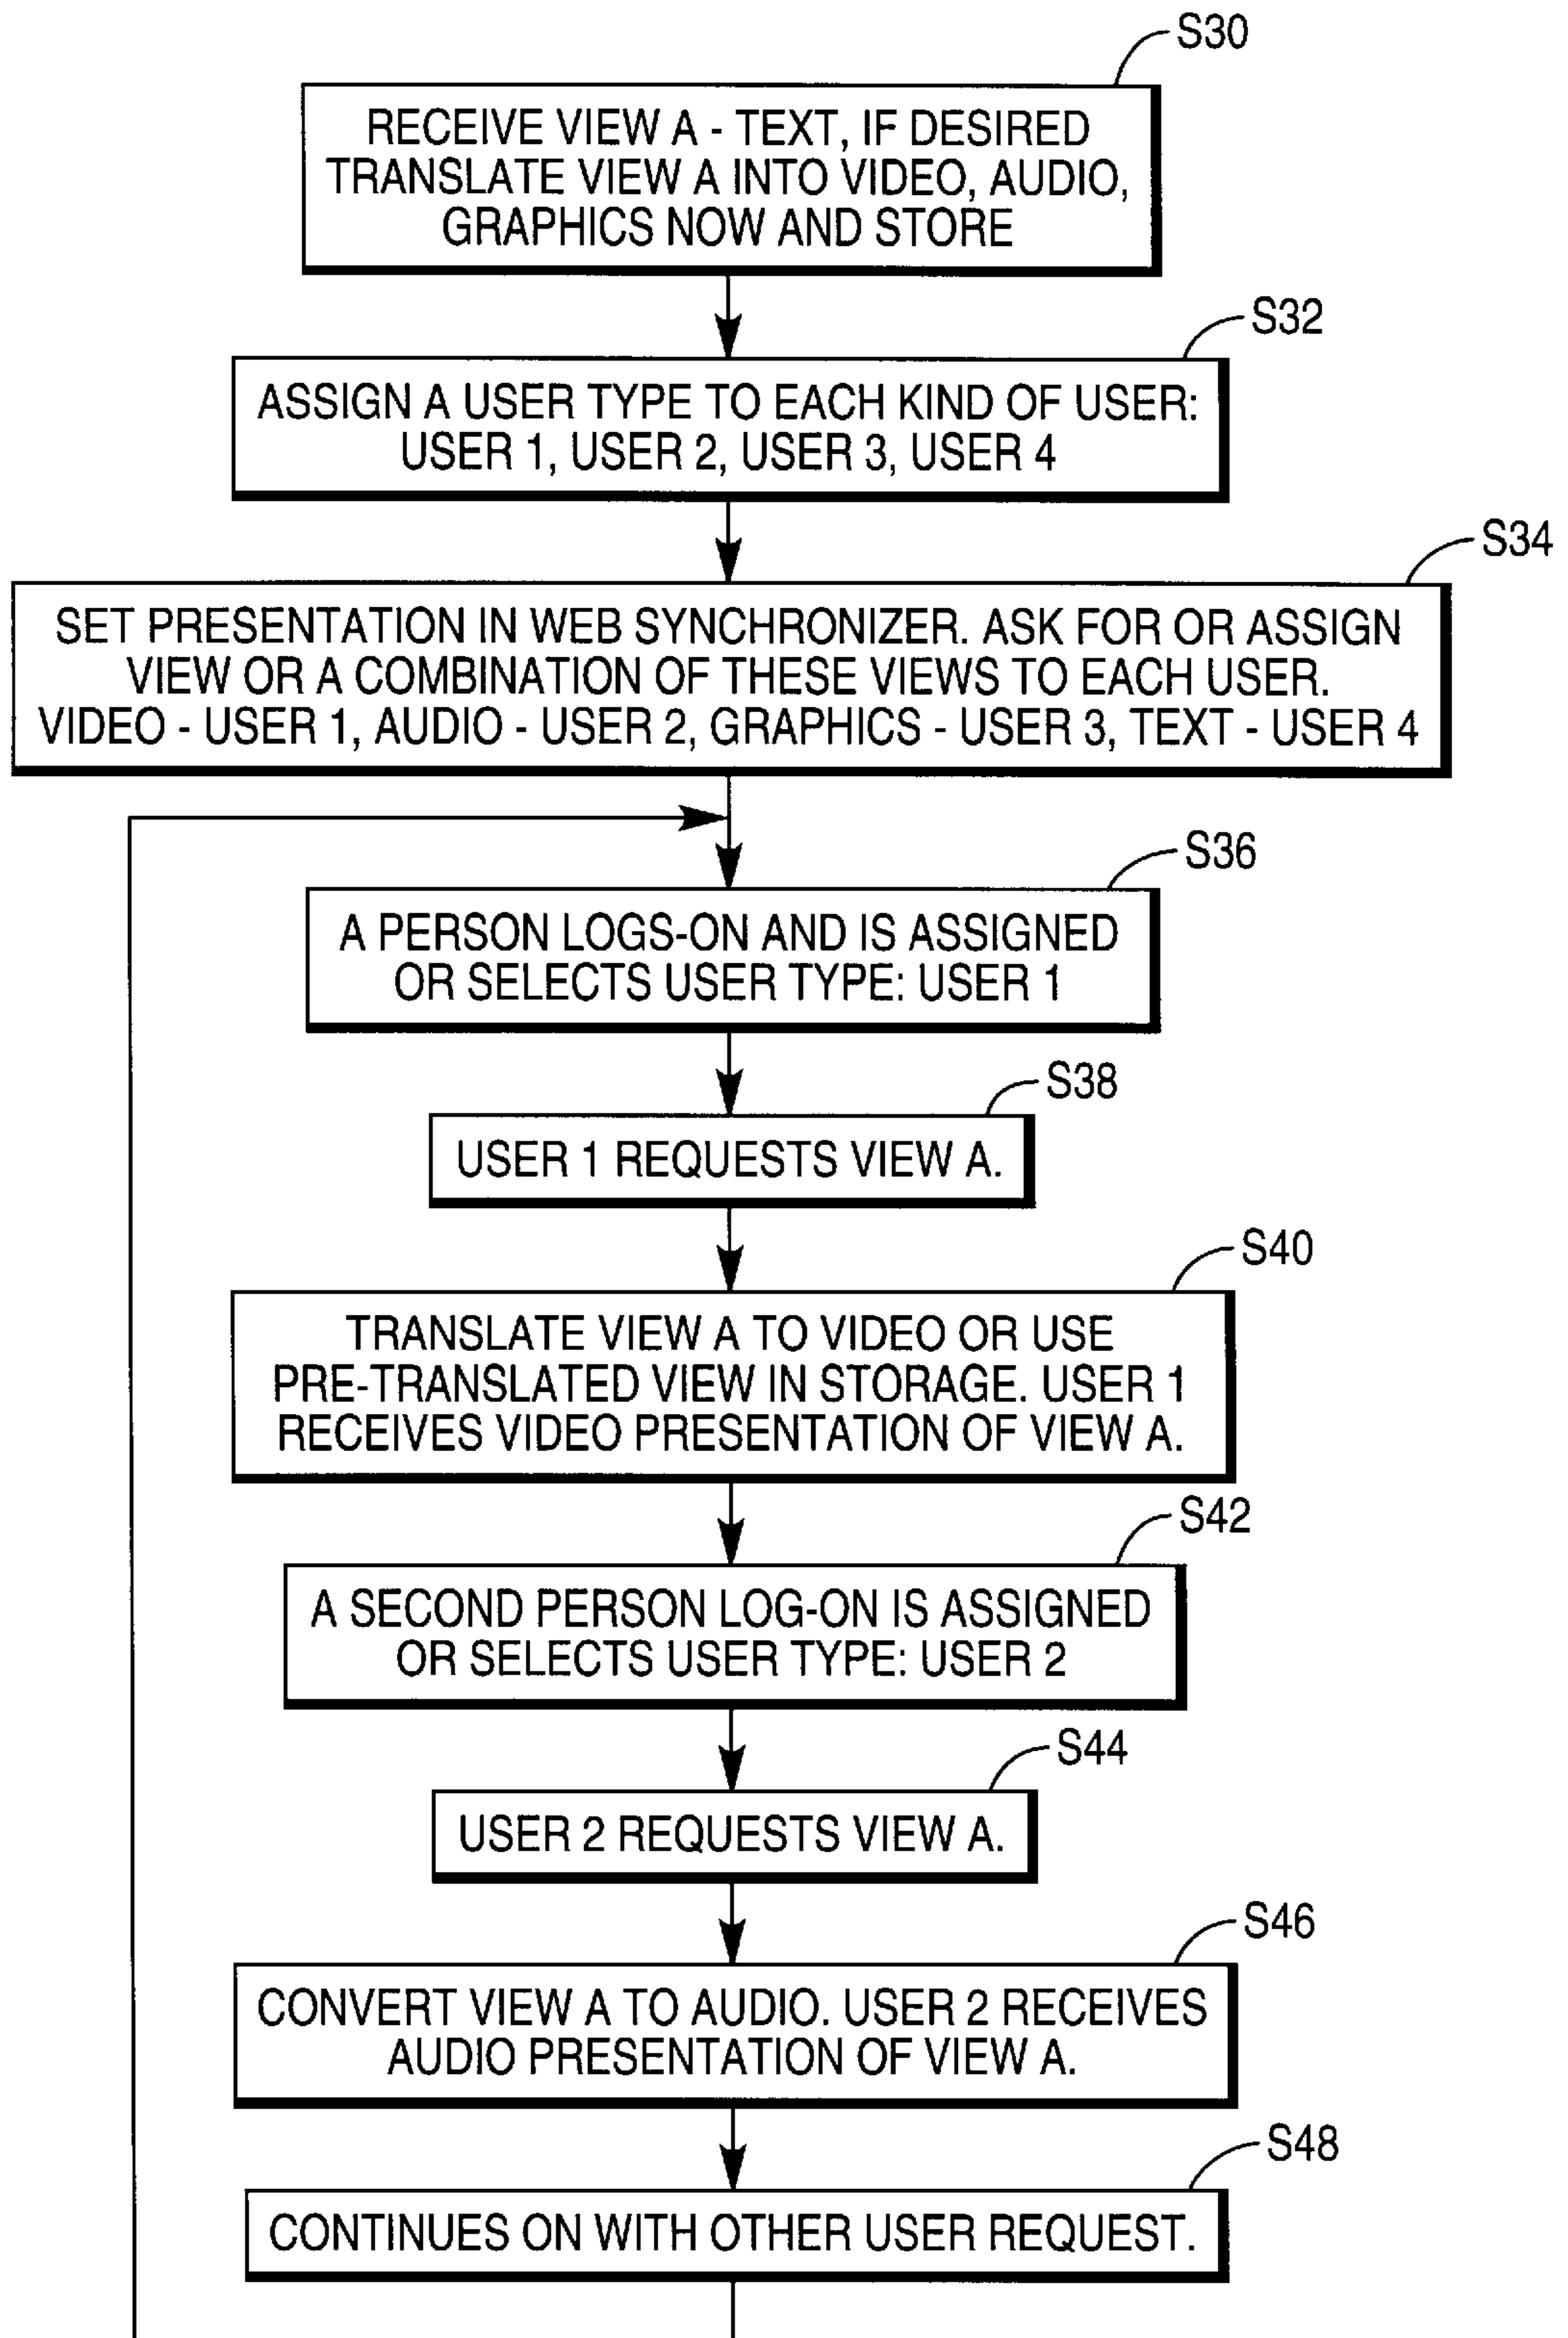 S30
RECEIVE VIEW A - TEXT, IF DESIRED
TRANSLATE VIEW A INTO VIDEO, AUDIO,
GRAPHICS NOW AND STORE
S32
ASSIGN A USER TYPE TO EACH KIND OF USER:
USER 1, USER 2, USER 3, USER 4
S34
SET PRESENTATION IN WEB SYNCHRONIZER. ASK FOR OR ASSIGN
VIEW OR A COMBINATION OF THESE VIEWS TO EACH USER.
VIDEO - USER 1, AUDIO - USER 2, GRAPHICS - USER 3, TEXT - USER 4
S36
A PERSON LOGS-ON AND IS ASSIGNED
OR SELECTS USER TYPE: USER 1
S38
USER 1 REQUESTS VIEW A.
S40
TRANSLATE VIEW A TO VIDEO OR USE
PRE-TRANSLATED VIEW IN STORAGE. USER 1
RECEIVES VIDEO PRESENTATION OF VIEW A.
S42
A SECOND PERSON LOG-ON IS ASSIGNED
OR SELECTS USER TYPE: USER 2
S44
USER 2 REQUESTS VIEW A.
S46
CONVERT VIEW A TO AUDIO. USER 2 RECEIVES
AUDIO PRESENTATION OF VIEW A.
S48
CONTINUES ON WITH OTHER USER REQUEST.